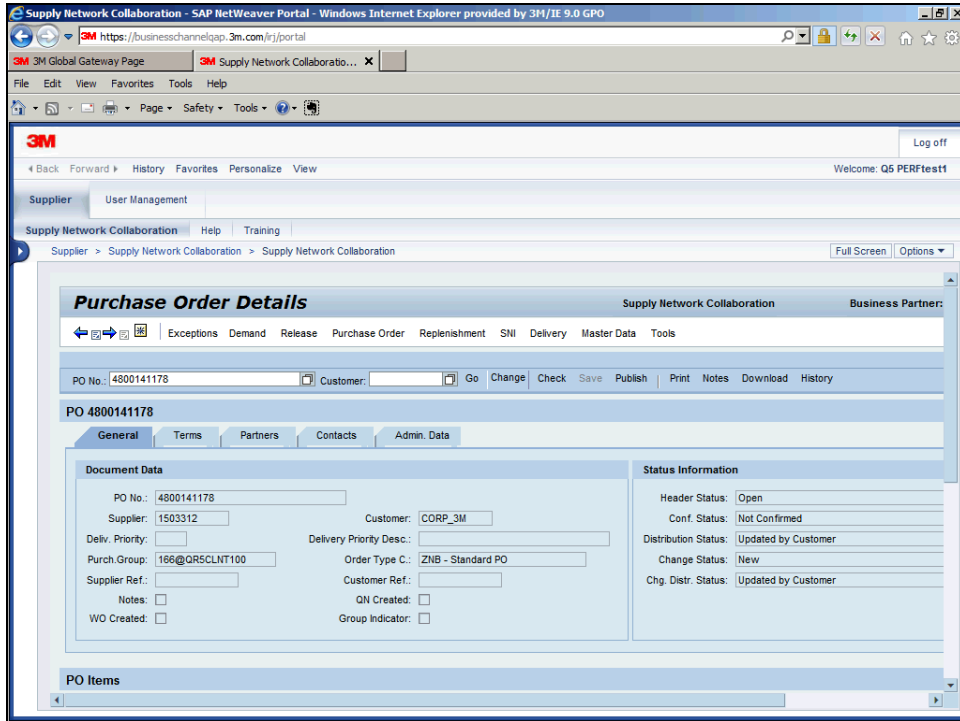 Supply Network Collaboration - SAP NetWeaver Portal - Windows Internet Explorer provided by 3M/IE 9.0 GPO
3M https://businesschannelqap.3m.com/irj/portal
3M 3M Global Gateway Page 3M Supply Network Collaboratio... X
File Edit View Favorites Tools Help
Page Safety Tools
3M
Log off
Back Forward History Favorites Personalize View Welcome: Q5 PERFtest1
Supplier User Management
Supply Network Collaboration Help Training
Supplier > Supply Network Collaboration > Supply Network Collaboration Full Screen Options
Purchase Order Details Supply Network Collaboration Business Partner:
Exceptions Demand Release Purchase Order Replenishment SNI Delivery Master Data Tools
PO No.: 4800141178 Customer: Go Change Check Save Publish Print Notes Download History
PO 4800141178
General Terms Partners Contacts Admin. Data
Document Data Status Information
PO No.: 4800141178 Header Status: Open
Supplier: 1503312 Customer: CORP_3M Conf. Status: Not Confirmed
Deliv. Priority: Delivery Priority Desc.: Distribution Status: Updated by Customer
Purch.Group: 166@QR5CLNT100 Order Type C.: ZNB - Standard PO Change Status: New
Supplier Ref.: Customer Ref.: Chg. Distr. Status: Updated by Customer
Notes: QN Created:
WO Created: Group Indicator:
PO Items